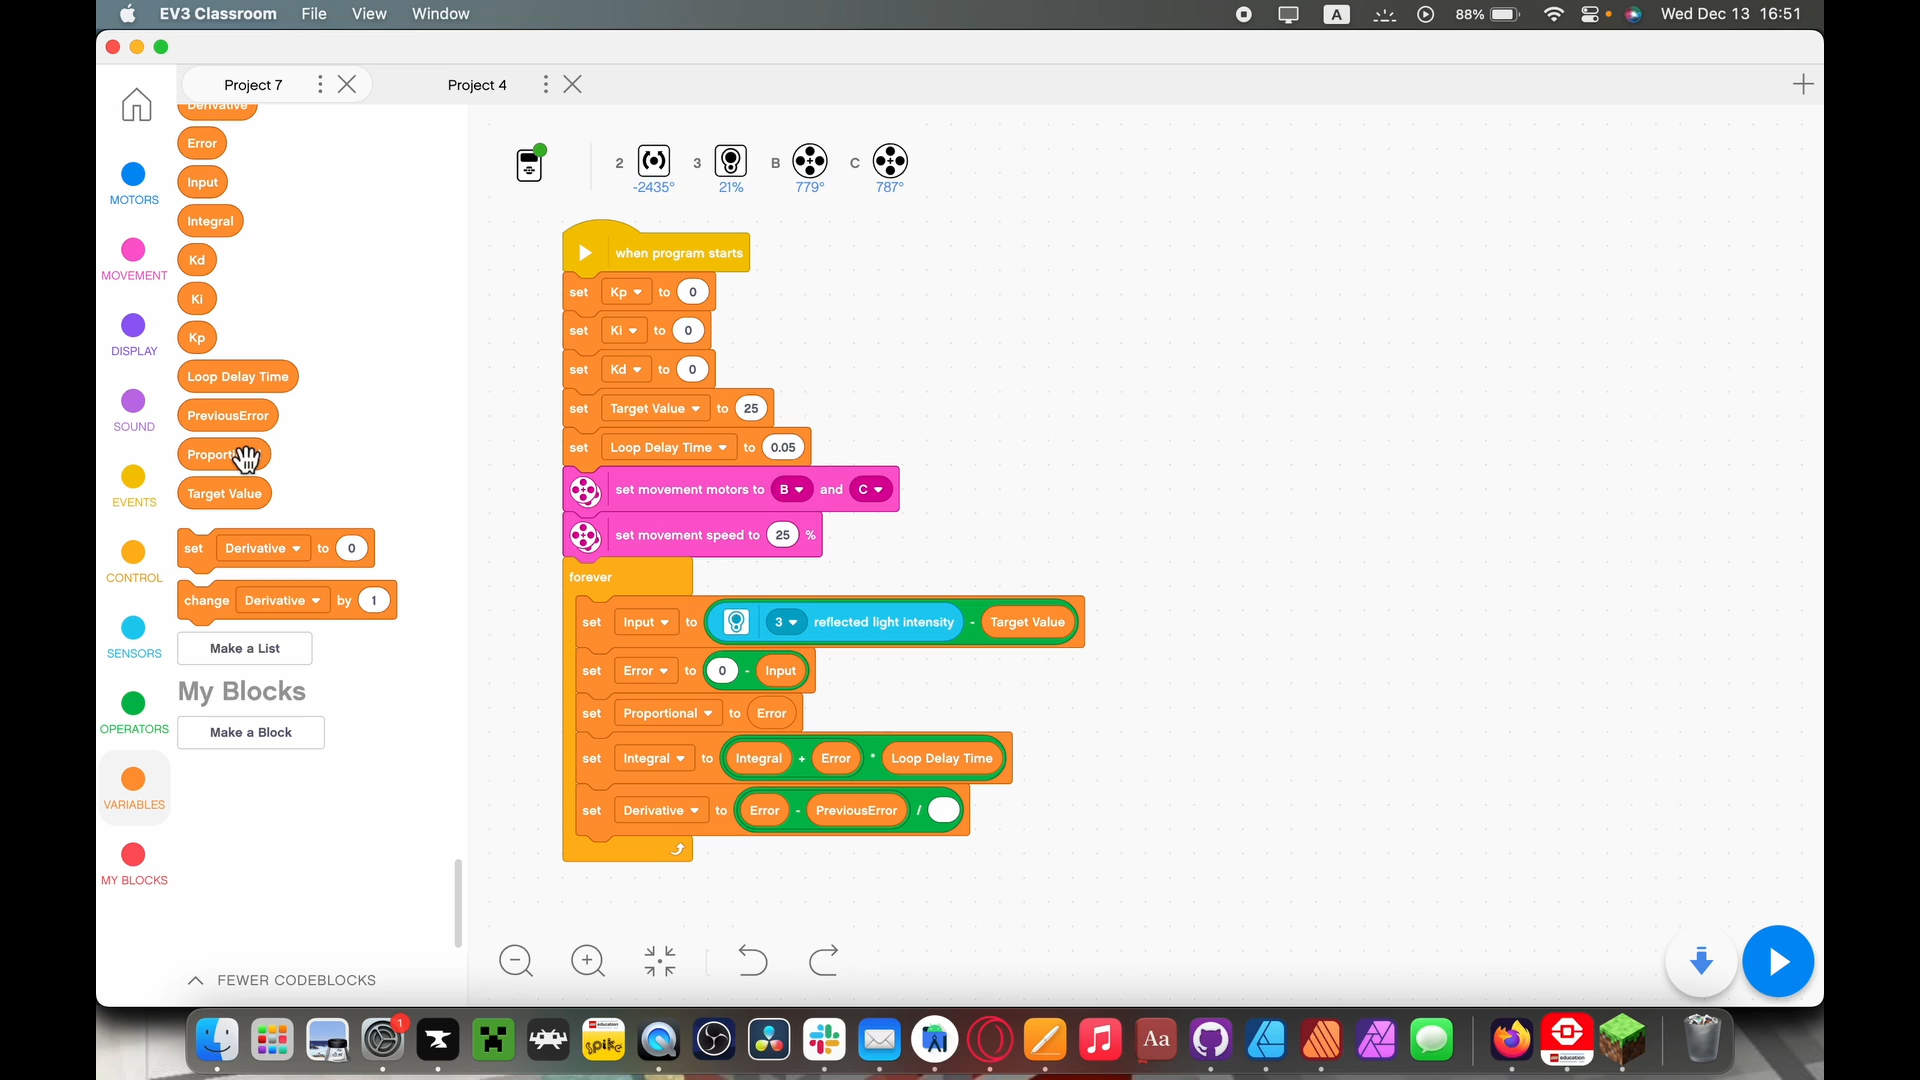 EV3 Classroom File View Window
A 88% Wed Dec 13 16:51
Project 7 Project 4
Derivative
Error
Input
Integral
Kd
Ki
Kp
Loop Delay Time
PreviousError
Target Value
set Derivative to 0
change Derivative by 1
Make a List
My Blocks
Make a Block
FEWER CODEBLOCKS
MOTORS
MOVEMENT
DISPLAY
SOUND
EVENTS
CONTROL
SENSORS
OPERATORS
VARIABLES
MY BLOCKS
2 3 B C
-2435° 21% 779° 787°
when program starts
set Kp to 0
set Ki to 0
set Kd to 0
set Target Value to 25
set Loop Delay Time to 0.05
set movement motors to B and C
set movement speed to 25 %
forever
set Input to 3 reflected light intensity - Target Value
set Error to 0 - Input
set Proportional to Error
set Integral to Integral + Error * Loop Delay Time
set Derivative to Error - PreviousError /
1
spike
Aa